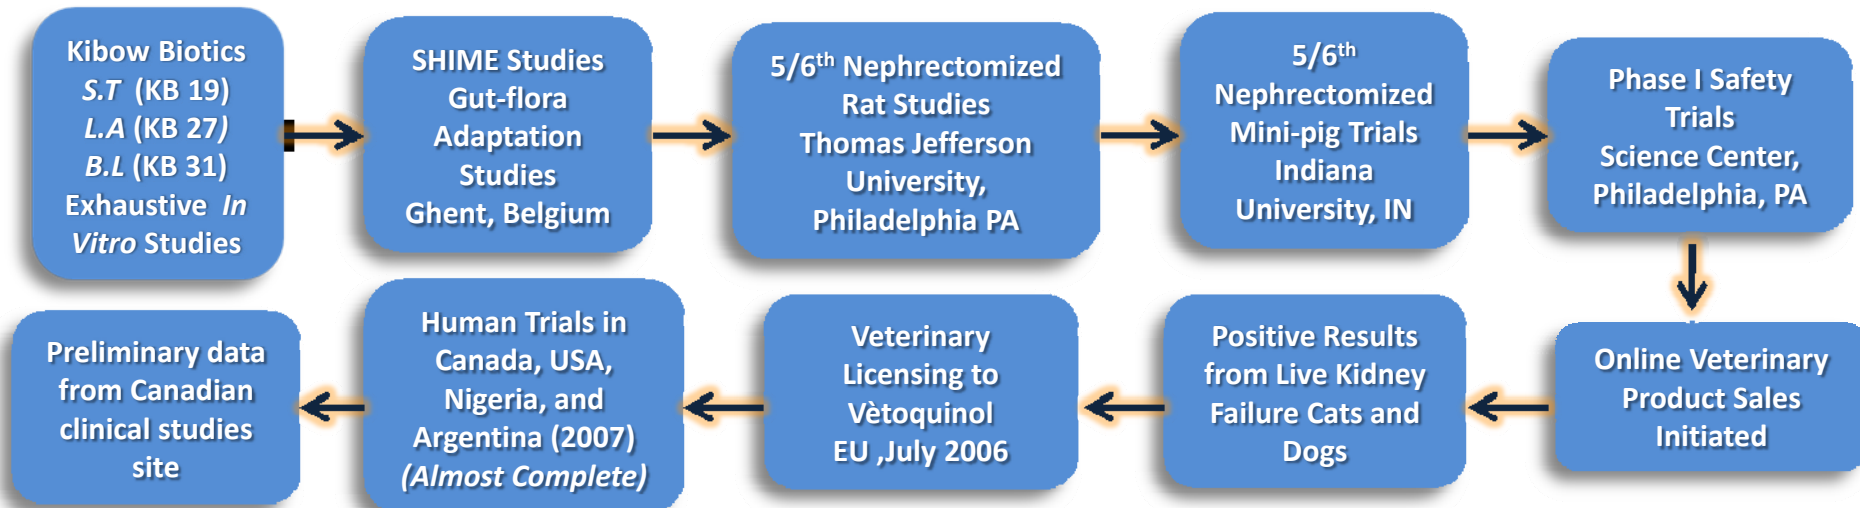 Kibow Biotics
S.T (KB 19)
L.A (KB 27)
B.L (KB 31)
Exhaustive In
Vitro Studies
SHIME Studies
Gut-flora
Adaptation
Studies
Ghent, Belgium
5/6th Nephrectomized
Rat Studies
Thomas Jefferson
University,
Philadelphia PA
5/6th
Nephrectomized
Mini-pig Trials
Indiana
University, IN
Phase I Safety
Trials
Science Center,
Philadelphia, PA
Online Veterinary
Product Sales
Initiated
Positive Results
from Live Kidney
Failure Cats and
Dogs
Veterinary
Licensing to
Vètoquinol
EU ,July 2006
Human Trials in
Canada, USA,
Nigeria, and
Argentina (2007)
(Almost Complete)
Preliminary data
from Canadian
clinical studies
site